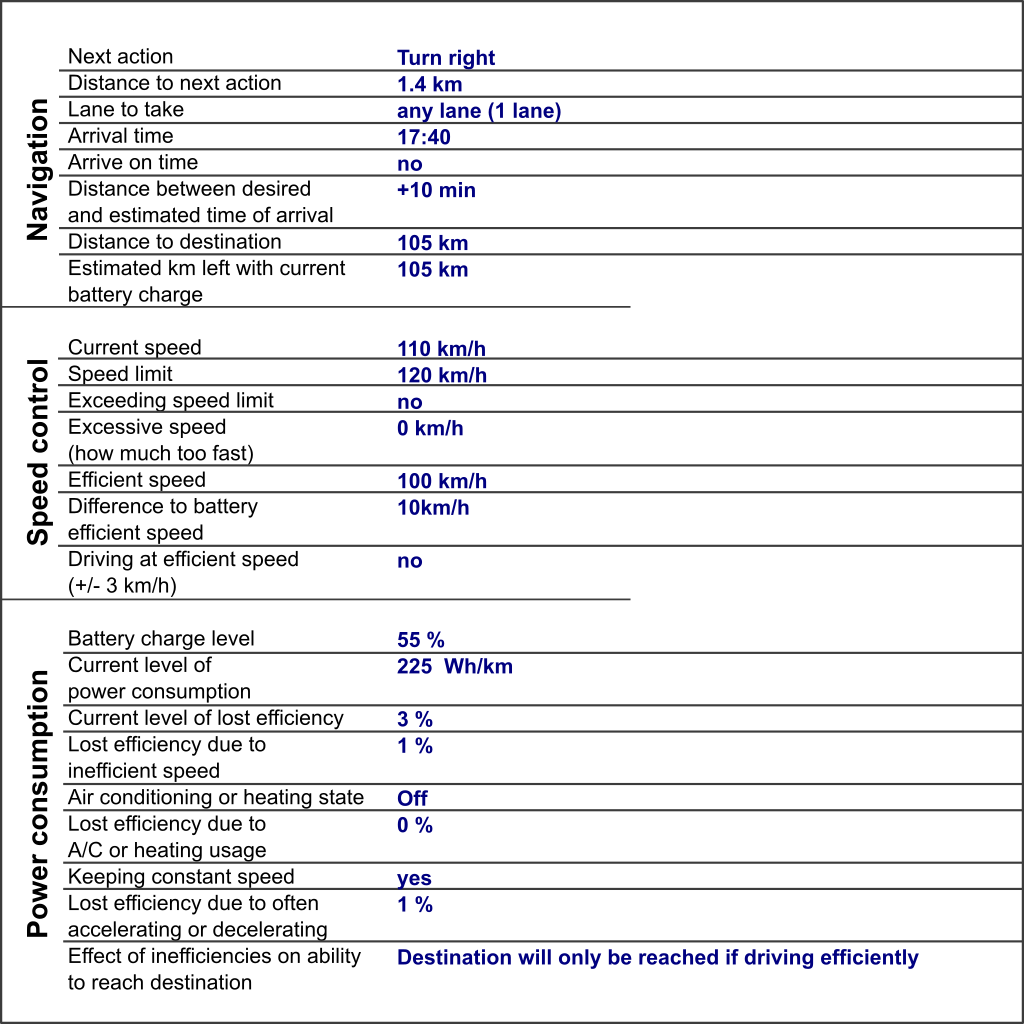 Navigation
Next action Turn right
Distance to next action 1.4 km
Lane to take any lane (1 lane)
Arrival time 17:40
Arrive on time no
Distance between desired +10 min
and estimated time of arrival
Distance to destination 105 km
Estimated km left with current 105 km
battery charge
Speed control
Current speed 110 km/h
Speed limit 120 km/h
Exceeding speed limit no
Excessive speed 0 km/h
(how much too fast)
Efficient speed 100 km/h
Difference to battery 10km/h
efficient speed
Driving at efficient speed no
(+/- 3 km/h)
Power consumption
Battery charge level 55 %
Current level of 225 Wh/km
power consumption
Current level of lost efficiency 3 %
Lost efficiency due to 1 %
inefficient speed
Air conditioning or heating state Off
Lost efficiency due to 0 %
A/C or heating usage
Keeping constant speed yes
Lost efficiency due to often 1 %
accelerating or decelerating
Effect of inefficiencies on ability Destination will only be reached if driving efficiently
to reach destination